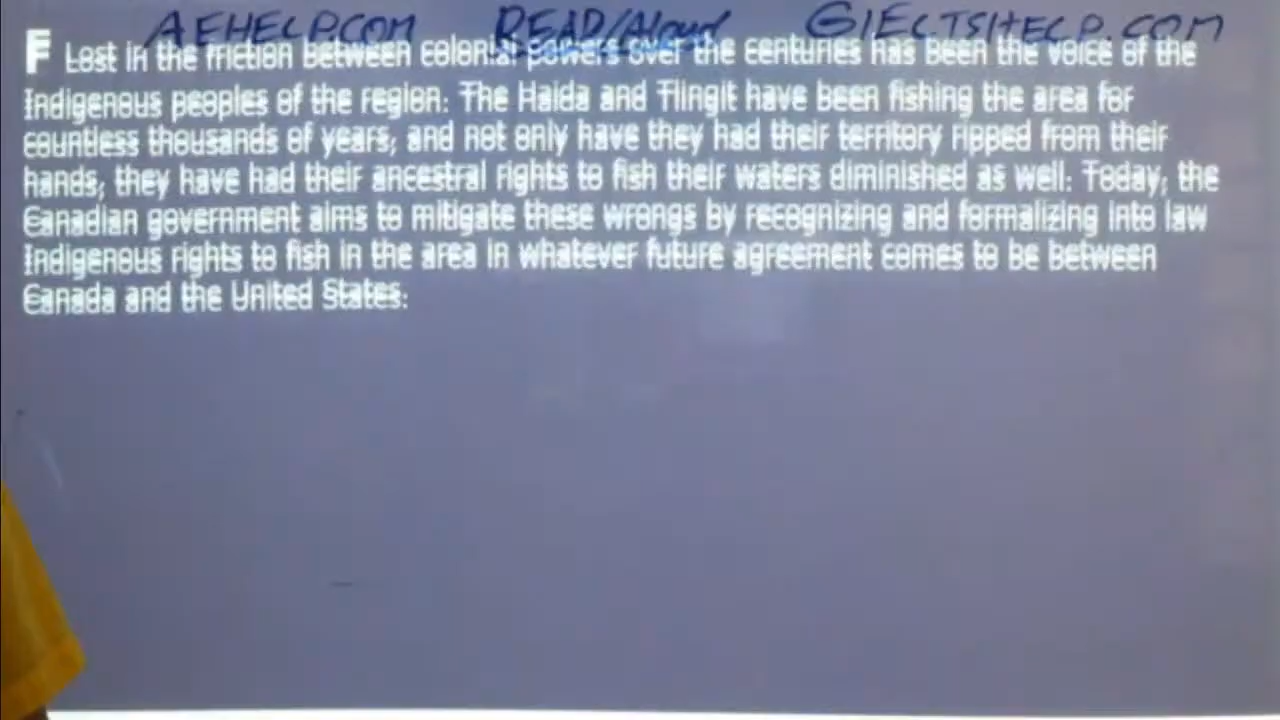 AEHELP.COM READ/Aloud GIELTSHELP.COM
F Lost in the friction between colonial powers over the centuries has been the voice of the
Indigenous peoples of the region. The Haida and Tlingit have been fishing the area for
countless thousands of years, and not only have they had their territory ripped from their
hands, they have had their ancestral rights to fish their waters diminished as well. Today, the
Canadian government aims to mitigate these wrongs by recognizing and formalizing into law
Indigenous rights to fish in the area in whatever future agreement comes to be between
Canada and the United States.